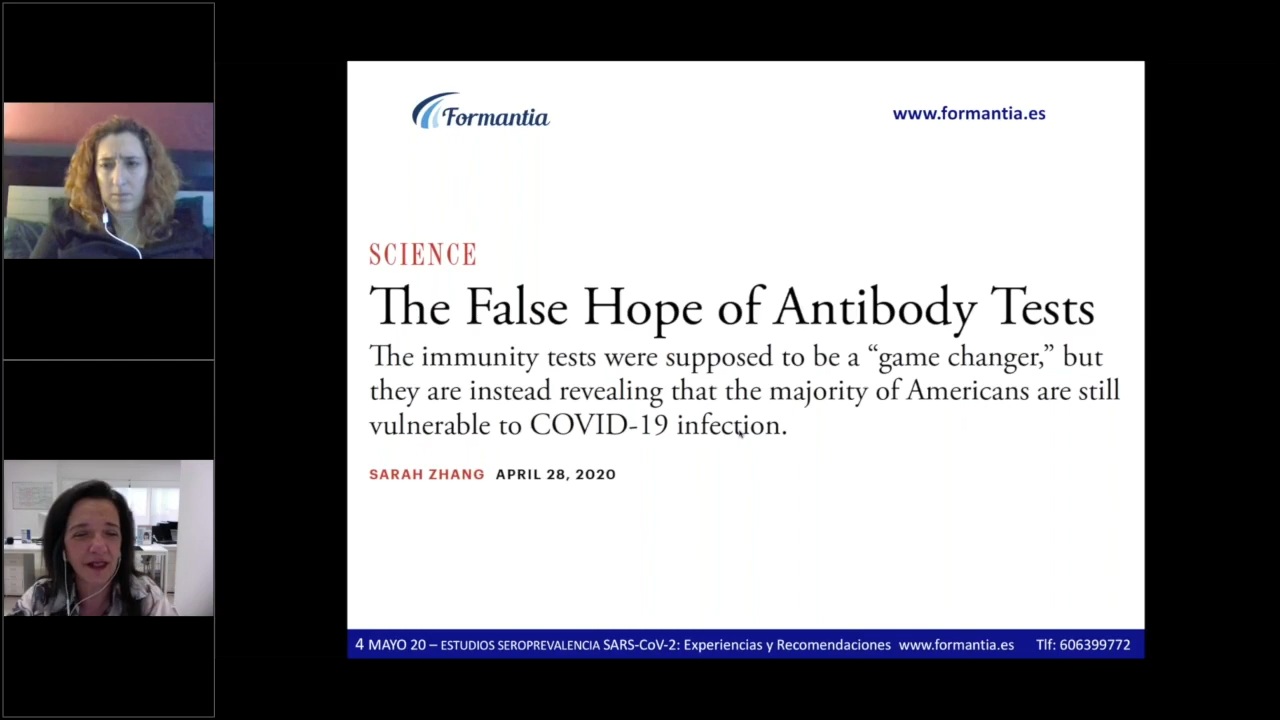 Formantia
www.formantia.es
SCIENCE
The False Hope of Antibody Tests
The immunity tests were supposed to be a “game changer,” but
they are instead revealing that the majority of Americans are still
vulnerable to COVID-19 infection.
SARAH ZHANG APRIL 28, 2020
4 MAYO 20 – ESTUDIOS SEROPREVALENCIA SARS-CoV-2: Experiencias y Recomendaciones www.formantia.es Tlf: 606399772